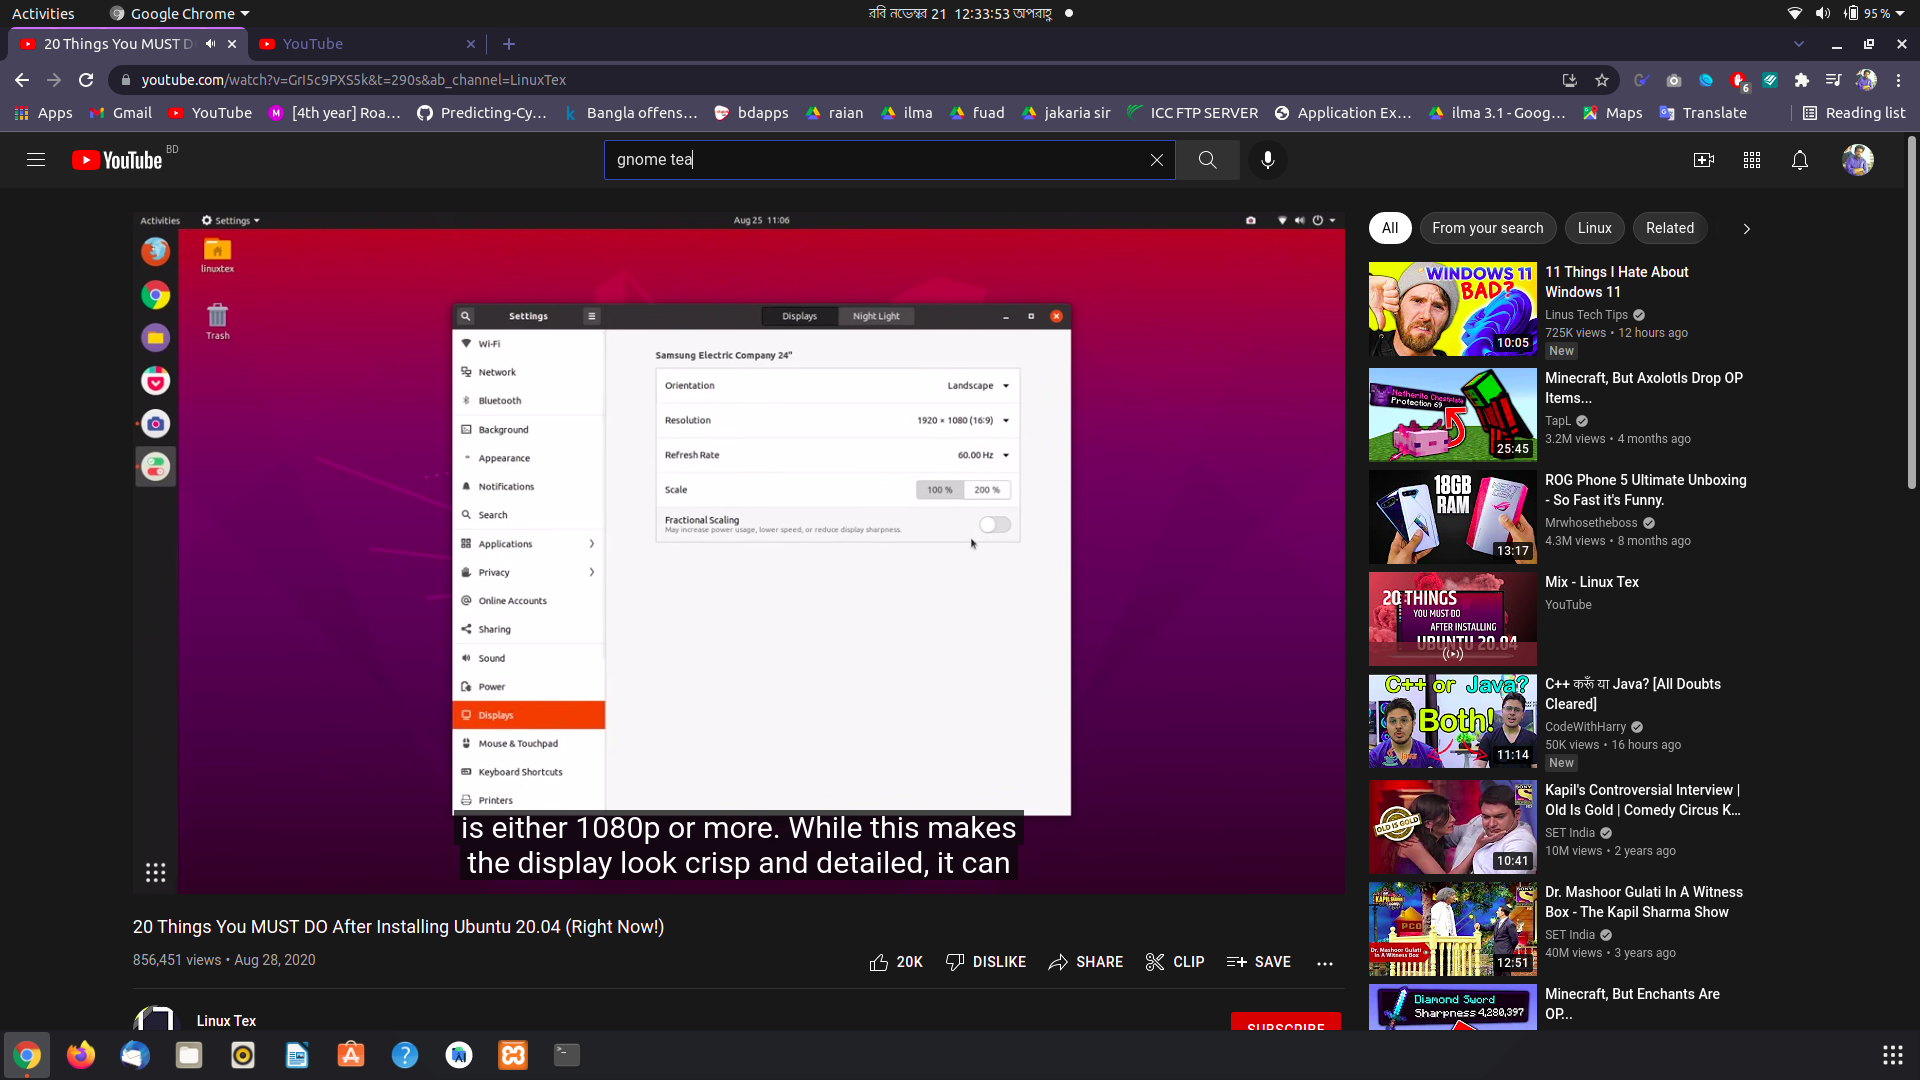 Activities
Google Chrome
রবি নভেম্বর 21 12:33:53 অপরাহ্ণ
95 %
20 Things You MUST D
YouTube
youtube.com/watch?v=GrI5c9PXS5k&t=290s&ab_channel=LinuxTex
6
Apps
Gmail
YouTube
[4th year] Roa…
Predicting-Cy…
Bangla offens…
bdapps
raian
ilma
fuad
jakaria sir
ICC FTP SERVER
Application Ex…
ilma 3.1 - Goog…
Maps
Translate
Reading list
YouTube BD
gnome tea
Activities
Settings
Aug 25 11:06
linuxtex
Trash
Settings
Displays
Night Light
Wi-Fi
Network
Bluetooth
Background
Appearance
Notifications
Search
Applications
Privacy
Online Accounts
Sharing
Sound
Power
Displays
Mouse & Touchpad
Keyboard Shortcuts
Printers
Samsung Electric Company 24"
Orientation
Landscape
Resolution
1920 × 1080 (16:9)
Refresh Rate
60.00 Hz
Scale
100 %
200 %
Fractional Scaling
May increase power usage, lower speed, or reduce display sharpness.
is either 1080p or more. While this makes
the display look crisp and detailed, it can
20 Things You MUST DO After Installing Ubuntu 20.04 (Right Now!)
856,451 views • Aug 28, 2020
20K
DISLIKE
SHARE
CLIP
SAVE
Linux Tex
SUBSCRIBE
All
From your search
Linux
Related
WINDOWS 11
BAD?
10:05
11 Things I Hate About
Windows 11
Linus Tech Tips
725K views • 12 hours ago
New
Netherite Chestplate
Protection 69
25:45
Minecraft, But Axolotls Drop OP
Items...
TapL
3.2M views • 4 months ago
18GB
RAM
13:17
ROG Phone 5 Ultimate Unboxing
- So Fast it's Funny.
Mrwhosetheboss
4.3M views • 8 months ago
20 THINGS
YOU MUST DO
AFTER INSTALLING
UBUNTU 20.04
Mix - Linux Tex
YouTube
C++ or Java?
Both!
11:14
C++ करूँ या Java? [All Doubts
Cleared]
CodeWithHarry
50K views • 16 hours ago
New
OLD IS GOLD
10:41
Kapil's Controversial Interview |
Old Is Gold | Comedy Circus K…
SET India
10M views • 2 years ago
PCO
Dr. Mashoor Gulati
In A Witness Box
12:51
Dr. Mashoor Gulati In A Witness
Box - The Kapil Sharma Show
SET India
40M views • 3 years ago
Diamond Sword
Sharpness 4,280,397
Minecraft, But Enchants Are
OP...